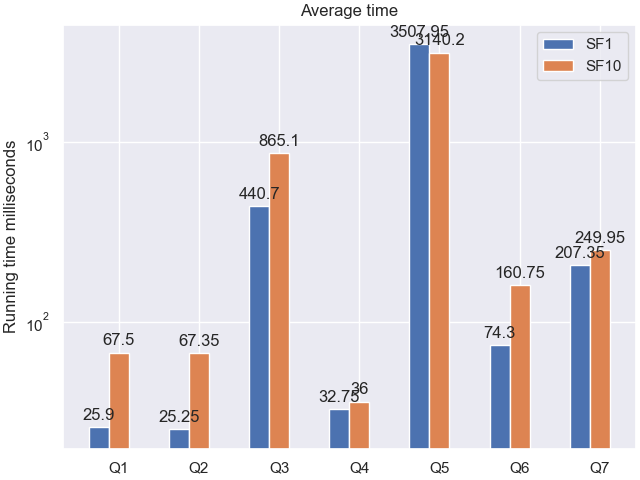 Average time
SF1
SF10
Running time milliseconds
10^3
10^2
25.9
67.5
25.25
67.35
440.7
865.1
32.75
36
3507.95
3140.2
74.3
160.75
207.35
249.95
Q1
Q2
Q3
Q4
Q5
Q6
Q7